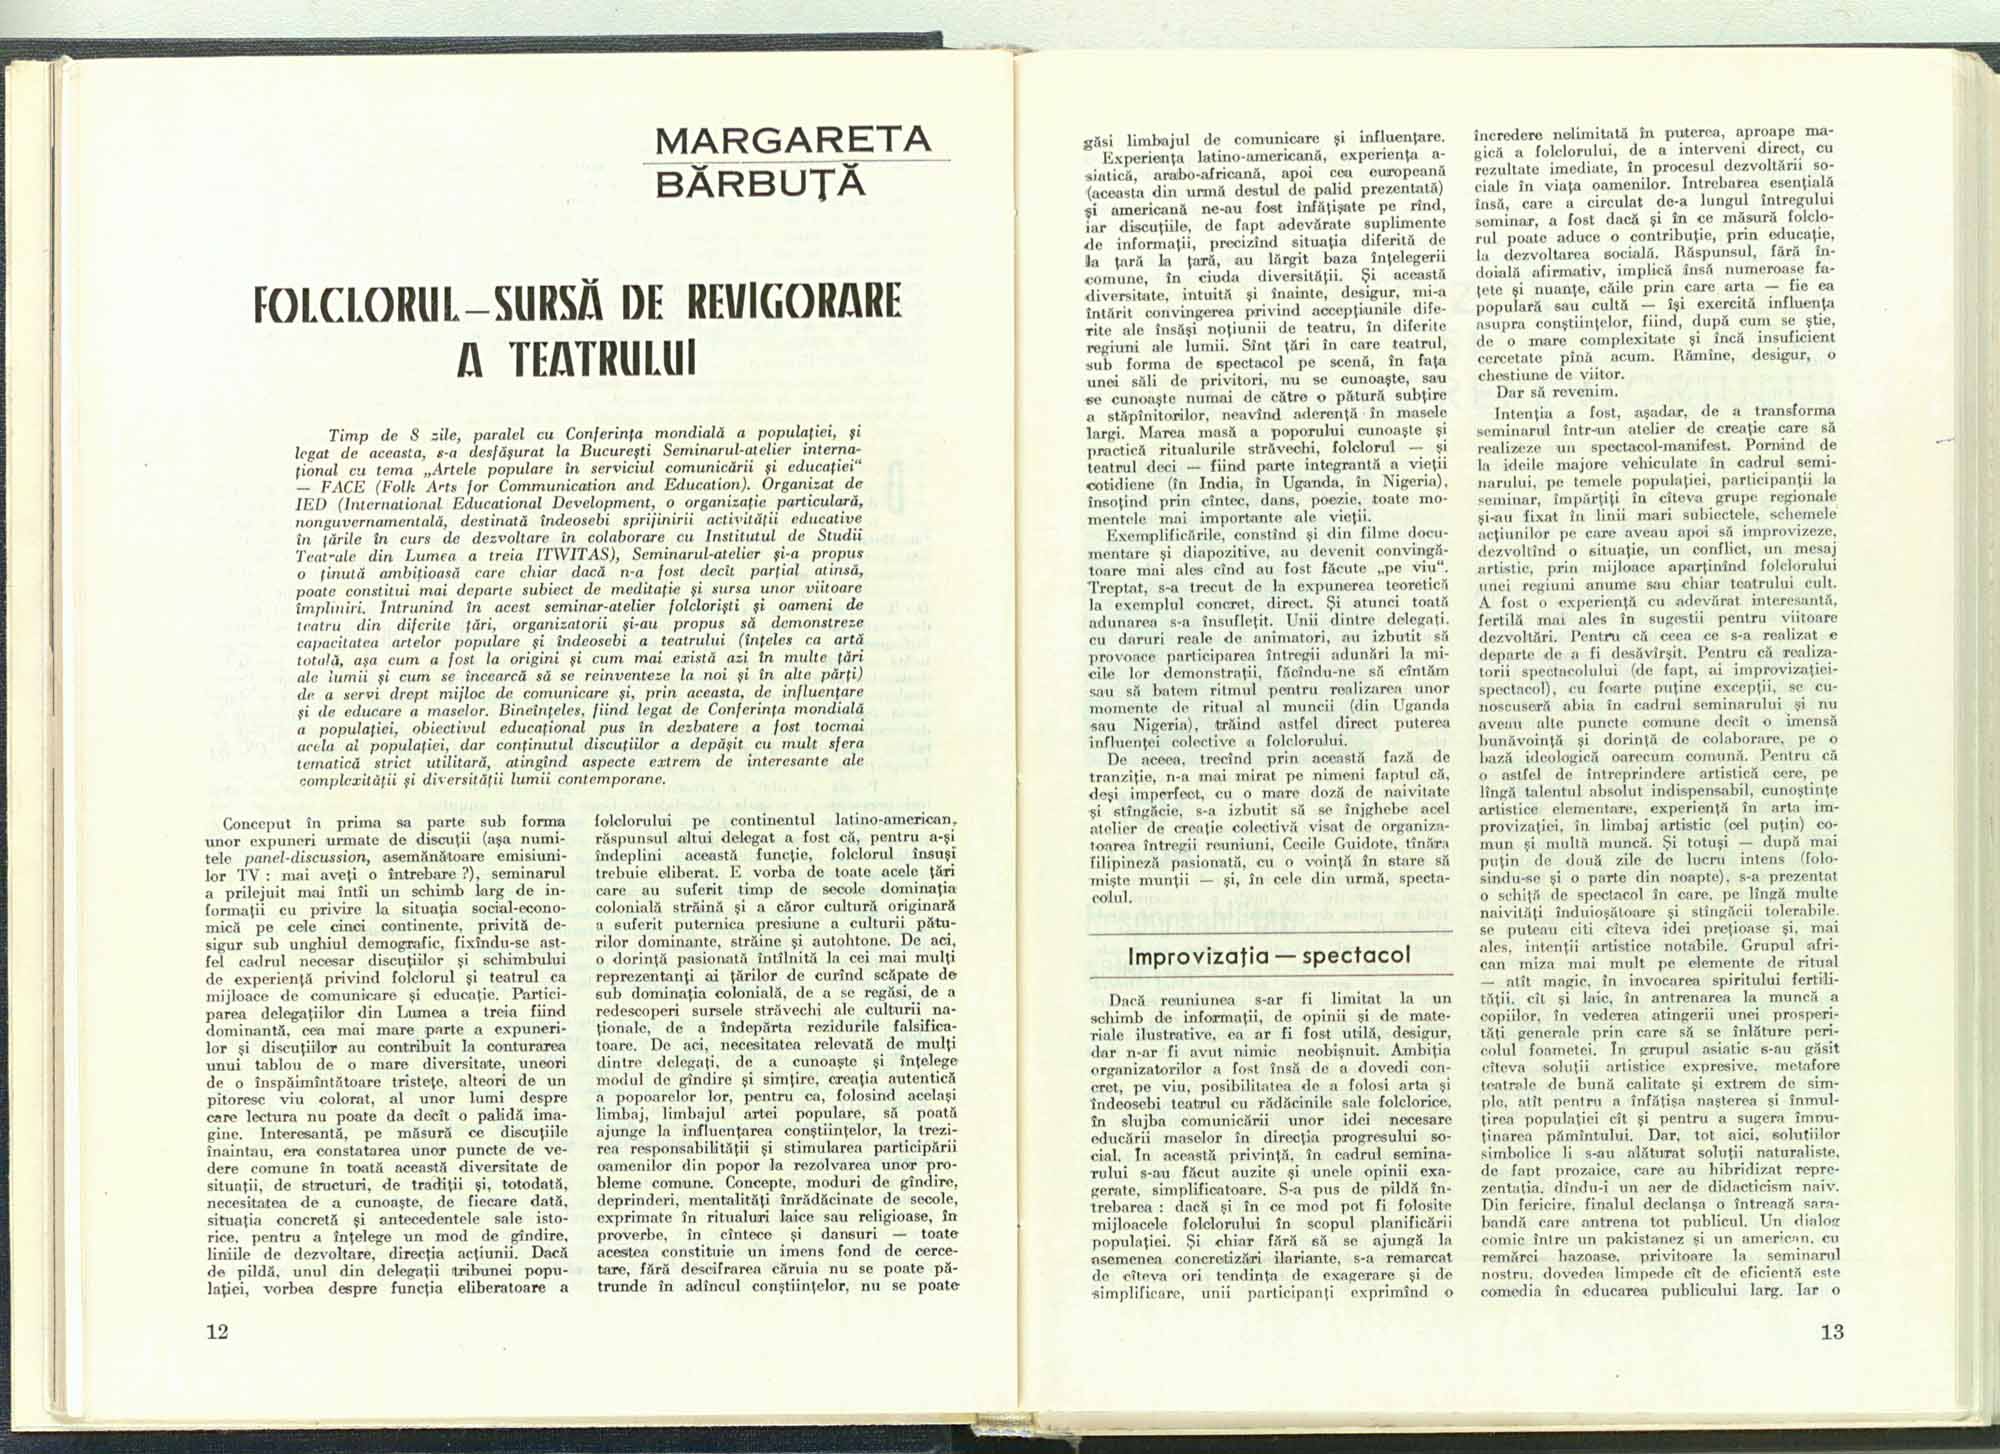 MARGARETA
BĂRBUȚĂ
FOLCLORUL—SURSĂ DE REVIGORARE
A TEATRULUI
Timp de 8 zile, paralel cu Conferința mondială a populației, și
legat de aceasta, s-a desfășurat la București Seminarul-atelier interna-
țional cu tema „Artele populare în serviciul comunicării și educației“
— FACE (Folk Arts for Communication and Education). Organizat de
IED (International Educational Development, o organizație particulară,
nonguvernamentală, destinată îndeosebi sprijinirii activității educative
în țările în curs de dezvoltare în colaborare cu Institutul de Studii
Teatrale din Lumea a treia ITWITAS), Seminarul-atelier și-a propus
o ținută ambițioasă care chiar dacă n-a fost decît parțial atinsă,
poate constitui mai departe subiect de meditație și sursa unor viitoare
împliniri. Intrunind în acest seminar-atelier folcloriști și oameni de
teatru din diferite țări, organizatorii și-au propus să demonstreze
capacitatea artelor populare și îndeosebi a teatrului (înțeles ca artă
totală, așa cum a fost la origini și cum mai există azi în multe țări
ale lumii și cum se încearcă să se reinventeze la noi și în alte părți)
de a servi drept mijloc de comunicare și, prin aceasta, de influențare
și de educare a maselor. Bineînțeles, fiind legat de Conferința mondială
a populației, obiectivul educațional pus în dezbatere a fost tocmai
acela al populației, dar conținutul discuțiilor a depășit cu mult sfera
tematică strict utilitară, atingînd aspecte extrem de interesante ale
complexității și diversității lumii contemporane.
Conceput în prima sa parte sub forma
unor expuneri urmate de discuții (așa numi-
tele panel-discussion, asemănătoare emisiuni-
lor TV : mai aveți o întrebare ?), seminarul
a prilejuit mai întîi un schimb larg de in-
formații cu privire la situația social-econo-
mică pe cele cinci continente, privită de-
sigur sub unghiul demografic, fixîndu-se ast-
fel cadrul necesar discuțiilor și schimbului
de experiență privind folclorul și teatrul ca
mijloace de comunicare și educație. Partici-
parea delegațiilor din Lumea a treia fiind
dominantă, cea mai mare parte a expuneri-
lor și discuțiilor au contribuit la conturarea
unui tablou de o mare diversitate, uneori
de o înspăimîntătoare tristețe, alteori de un
pitoresc viu colorat, al unor lumi despre
care lectura nu poate da decît o palidă ima-
gine. Interesantă, pe măsură ce discuțiile
înaintau, era constatarea unor puncte de ve-
dere comune în toată această diversitate de
situații, de structuri, de tradiții și, totodată,
necesitatea de a cunoaște, de fiecare dată,
situația concretă și antecedentele sale isto-
rice, pentru a înțelege un mod de gîndire,
liniile de dezvoltare, direcția acțiunii. Dacă
de pildă, unul din delegații tribunei popu-
lației, vorbea despre funcția eliberatoare a
folclorului pe continentul latino-american,
răspunsul altui delegat a fost că, pentru a-și
îndeplini această funcție, folclorul însuși
trebuie eliberat. E vorba de toate acele țări
care au suferit timp de secole dominația
colonială străină și a căror cultură originară
a suferit puternica presiune a culturii pătu-
rilor dominante, străine și autohtone. De aci,
o dorință pasionată întîlnită la cei mai mulți
reprezentanți ai țărilor de curînd scăpate de
sub dominația colonială, de a se regăsi, de a
redescoperi sursele străvechi ale culturii na-
ționale, de a îndepărta rezidurile falsifica-
toare. De aci, necesitatea relevată de mulți
dintre delegați, de a cunoaște și înțelege
modul de gîndire și simțire, creația autentică
a popoarelor lor, pentru ca, folosind același
limbaj, limbajul artei populare, să poată
ajunge la influențarea conștiințelor, la trezi-
rea responsabilității și stimularea participării
oamenilor din popor la rezolvarea unor pro-
bleme comune. Concepte, moduri de gîndire,
deprinderi, mentalități înrădăcinate de secole,
exprimate în ritualuri laice sau religioase, în
proverbe, în cîntece și dansuri — toate
acestea constituie un imens fond de cerce-
tare, fără descifrarea căruia nu se poate pă-
trunde în adîncul conștiințelor, nu se poate
12
găsi limbajul de comunicare și influențare.
Experiența latino-americană, experiența a-
siatică, arabo-africană, apoi cea europeană
(aceasta din urmă destul de palid prezentată)
și americană ne-au fost înfățișate pe rînd,
iar discuțiile, de fapt adevărate suplimente
de informații, precizînd situația diferită de
la țară la țară, au lărgit baza înțelegerii
comune, în ciuda diversității. Și această
diversitate, intuită și înainte, desigur, mi-a
întărit convingerea privind accepțiunile dife-
rite ale însăși noțiunii de teatru, în diferite
regiuni ale lumii. Sînt țări în care teatrul,
sub forma de spectacol pe scenă, în fața
unei săli de privitori, nu se cunoaște, sau
se cunoaște numai de către o pătură subțire
a stăpînitorilor, neavînd aderență în masele
largi. Marea masă a poporului cunoaște și
practică ritualurile străvechi, folclorul — și
teatrul deci — fiind parte integrantă a vieții
cotidiene (în India, în Uganda, în Nigeria),
însoțind prin cîntec, dans, poezie, toate mo-
mentele mai importante ale vieții.
Exemplificările, constînd și din filme docu-
mentare și diapozitive, au devenit convingă-
toare mai ales cînd au fost făcute „pe viu“.
Treptat, s-a trecut de la expunerea teoretică
la exemplul concret, direct. Și atunci toată
adunarea s-a însuflețit. Unii dintre delegați,
cu daruri reale de animatori, au izbutit să
provoace participarea întregii adunări la mi-
cile lor demonstrații, făcîndu-ne să cîntăm
sau să batem ritmul pentru realizarea unor
momente de ritual al muncii (din Uganda
sau Nigeria), trăind astfel direct puterea
influenței colective a folclorului.
De aceea, trecînd prin această fază de
tranziție, n-a mai mirat pe nimeni faptul că,
deși imperfect, cu o mare doză de naivitate
și stîngăcie, s-a izbutit să se înjghebe acel
atelier de creație colectivă visat de organiza-
toarea întregii reuniuni, Cecile Guidote, tînăra
filipineză pasionată, cu o voință în stare să
miște munții — și, în cele din urmă, specta-
colul.
Improvizația — spectacol
Dacă reuniunea s-ar fi limitat la un
schimb de informații, de opinii și de mate-
riale ilustrative, ea ar fi fost utilă, desigur,
dar n-ar fi avut nimic neobișnuit. Ambiția
organizatorilor a fost însă de a dovedi con-
cret, pe viu, posibilitatea de a folosi arta și
îndeosebi teatrul cu rădăcinile sale folclorice,
în slujba comunicării unor idei necesare
educării maselor în direcția progresului so-
cial. In această privință, în cadrul semina-
rului s-au făcut auzite și unele opinii exa-
gerate, simplificatoare. S-a pus de pildă în-
trebarea : dacă și în ce mod pot fi folosite
mijloacele folclorului în scopul planificării
populației. Și chiar fără să se ajungă la
asemenea concretizări ilariante, s-a remarcat
de cîteva ori tendința de exagerare și de
simplificare, unii participanți exprimînd o
încredere nelimitată în puterea, aproape ma-
gică a folclorului, de a interveni direct, cu
rezultate imediate, în procesul dezvoltării so-
ciale în viața oamenilor. Intrebarea esențială
însă, care a circulat de-a lungul întregului
seminar, a fost dacă și în ce măsură folclo-
rul poate aduce o contribuție, prin educație,
la dezvoltarea socială. Răspunsul, fără în-
doială afirmativ, implică însă numeroase fa-
țete și nuanțe, căile prin care arta — fie ea
populară sau cultă — își exercită influența
asupra conștiințelor, fiind, după cum se știe,
de o mare complexitate și încă insuficient
cercetate pînă acum. Rămîne, desigur, o
chestiune de viitor.
Dar să revenim.
Intenția a fost, așadar, de a transforma
seminarul într-un atelier de creație care să
realizeze un spectacol-manifest. Pornind de
la ideile majore vehiculate în cadrul semi-
narului, pe temele populației, participanții la
seminar, împărțiți în cîteva grupe regionale
și-au fixat în linii mari subiectele, schemele
acțiunilor pe care aveau apoi să improvizeze,
dezvoltînd o situație, un conflict, un mesaj
artistic, prin mijloace aparținînd folclorului
unei regiuni anume sau chiar teatrului cult.
A fost o experiență cu adevărat interesantă,
fertilă mai ales în sugestii pentru viitoare
dezvoltări. Pentru că ceea ce s-a realizat e
departe de a fi desăvîrșit. Pentru că realiza-
torii spectacolului (de fapt, ai improvizației-
spectacol), cu foarte puține excepții, se cu-
noscuseră abia în cadrul seminarului și nu
aveau alte puncte comune decît o imensă
bunăvoință și dorință de colaborare, pe o
bază ideologică oarecum comună. Pentru că
o astfel de întreprindere artistică cere, pe
lîngă talentul absolut indispensabil, cunoștințe
artistice elementare, experiență în arta im-
provizației, în limbaj artistic (cel puțin) co-
mun și multă muncă. Și totuși — după mai
puțin de două zile de lucru intens (folo-
sindu-se și o parte din noapte), s-a prezentat
o schiță de spectacol în care, pe lîngă multe
naivități înduioșătoare și stîngăcii tolerabile,
se puteau citi cîteva idei prețioase și, mai
ales, intenții artistice notabile. Grupul afri-
can miza mai mult pe elemente de ritual
— atît magic, în invocarea spiritului fertili-
tății, cît și laic, în antrenarea la muncă a
copiilor, în vederea atingerii unei prosperi-
tăți generale prin care să se înlăture peri-
colul foametei. In grupul asiatic s-au găsit
cîteva soluții artistice expresive, metafore
teatrale de bună calitate și extrem de sim-
ple, atît pentru a înfățișa nașterea și înmul-
țirea populației cît și pentru a sugera împu-
ținarea pămîntului. Dar, tot aici, soluțiilor
simbolice li s-au alăturat soluții naturaliste,
de fapt prozaice, care au hibridizat repre-
zentația, dîndu-i un aer de didacticism naiv.
Din fericire, finalul declanșa o întreagă sara-
bandă care antrena tot publicul. Un dialog
comic între un pakistanez și un american, cu
remărci hazoase, privitoare la seminarul
nostru, dovedea limpede cît de eficientă este
comedia în educarea publicului larg. Iar o
13